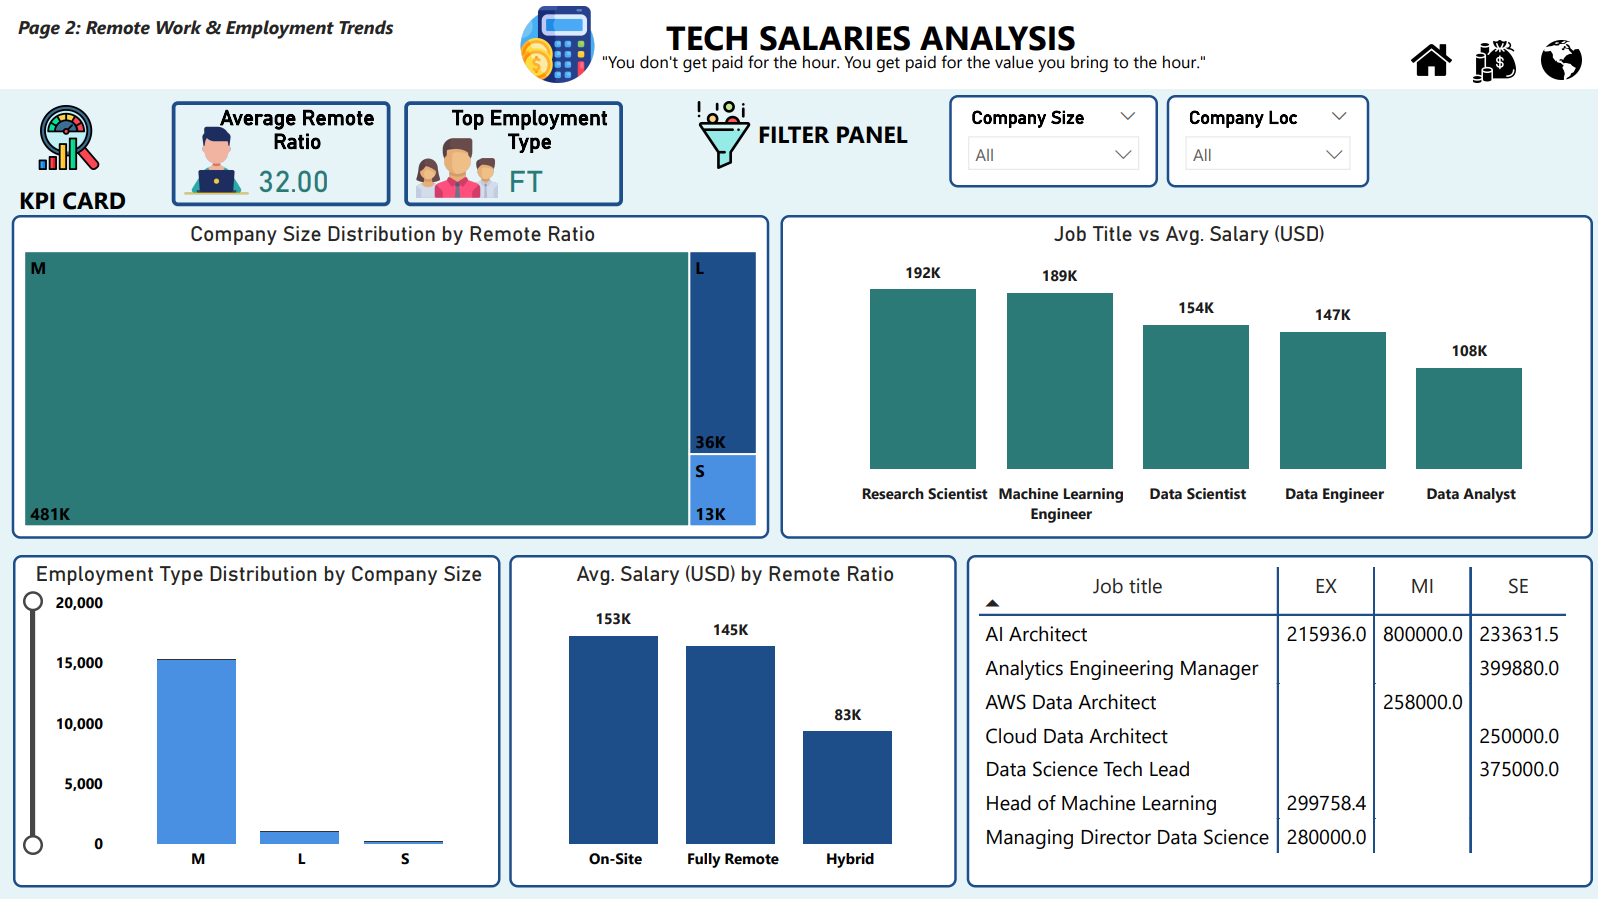 Page 2: Remote Work & Employment Trends
TECH SALARIES ANALYSIS
"You don't get paid for the hour. You get paid for the value you bring to the hour."
KPI CARD
Average Remote
Ratio
32.00
Top Employment
Type
FT
FILTER PANEL
Company Size
All
Company Loc
All
Company Size Distribution by Remote Ratio
M
481K
L
36K
S
13K
Job Title vs Avg. Salary (USD)
192K
189K
154K
147K
108K
Research Scientist
Machine Learning
Engineer
Data Scientist
Data Engineer
Data Analyst
Employment Type Distribution by Company Size
20,000
15,000
10,000
5,000
0
M
L
S
Avg. Salary (USD) by Remote Ratio
153K
145K
83K
On-Site
Fully Remote
Hybrid
Job title EX MI SE
AI Architect 215936.0 800000.0 233631.5
Analytics Engineering Manager 399880.0
AWS Data Architect 258000.0
Cloud Data Architect 250000.0
Data Science Tech Lead 375000.0
Head of Machine Learning 299758.4
Managing Director Data Science 280000.0